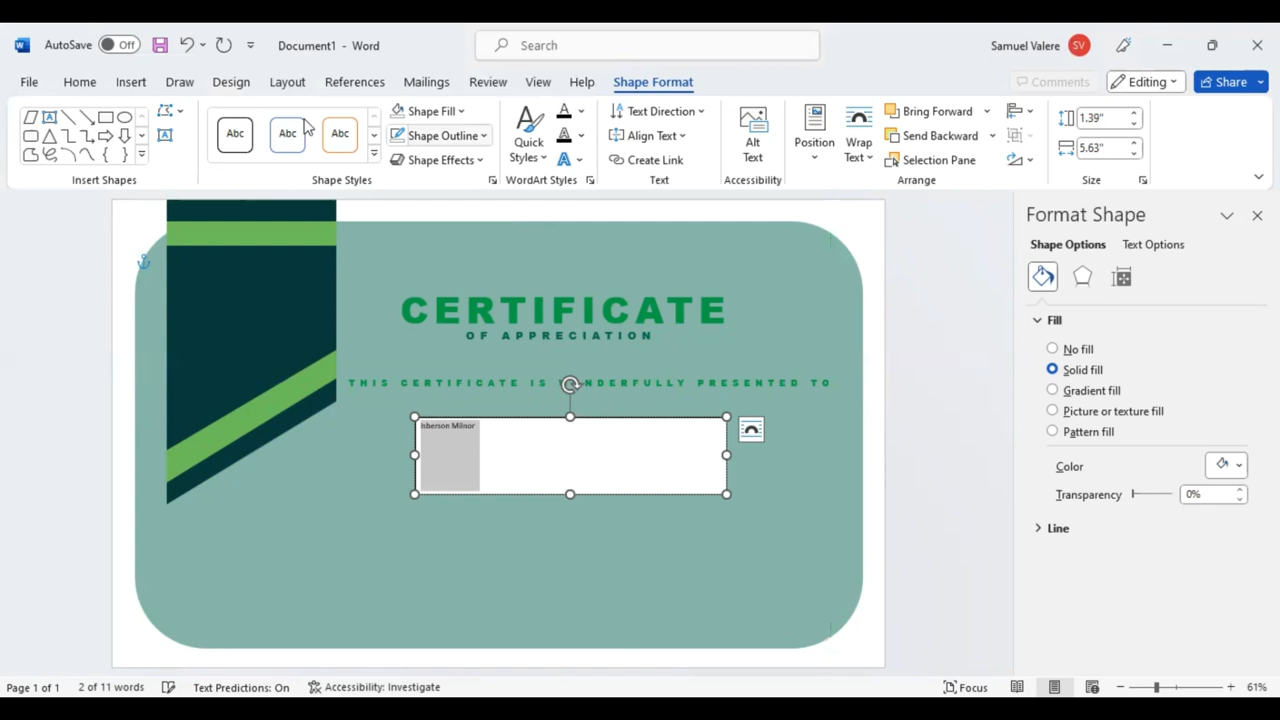 AutoSave Off Document1 - Word Search Samuel Valere SV
File Home Insert Draw Design Layout References Mailings Review View Help Shape Format Comments Editing Share
Abc Abc Abc
Shape Fill
Shape Outline
Shape Effects
Quick Styles
Text Direction
Align Text
Create Link
Alt Text
Position
Wrap Text
Bring Forward
Send Backward
Selection Pane
1.39"
5.63"
Insert Shapes Shape Styles WordArt Styles Text Accessibility Arrange Size
CERTIFICATE
OF APPRECIATION
THIS CERTIFICATE IS WONDERFULLY PRESENTED TO
Isberson Milnor
Format Shape
Shape Options Text Options
Fill
No fill
Solid fill
Gradient fill
Picture or texture fill
Pattern fill
Color
Transparency 0%
Line
Page 1 of 1 2 of 11 words Text Predictions: On Accessibility: Investigate Focus 61%